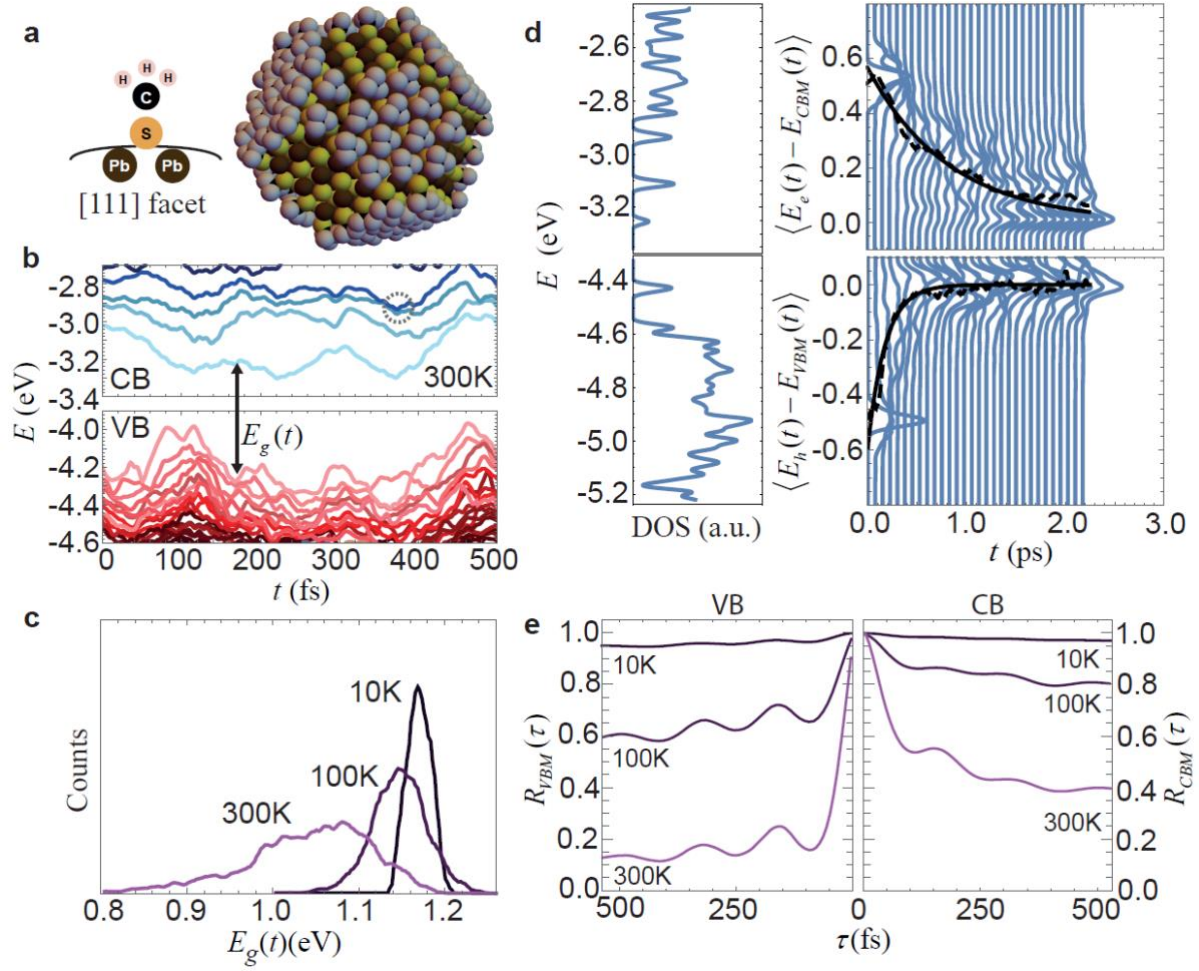 a
H
H H
C
S
Pb Pb
[111] facet
b
-2.8
-3.0
-3.2
-3.4
CB
300K
E (eV)
VB
-4.0
-4.2
-4.4
-4.6
E_g(t)
0 100 200 300 400 500
t (fs)
c
Counts
10K
100K
300K
0.8 0.9 1.0 1.1 1.2
E_g(t)(eV)
d
-2.6
-2.8
-3.0
-3.2
E (eV)
-4.4
-4.6
-4.8
-5.0
-5.2
DOS (a.u.)
⟨E_e(t) − E_CBM(t)⟩
0.6
0.4
0.2
0.0
⟨E_h(t) − E_VBM(t)⟩
0.0
-0.2
-0.4
-0.6
0.0 1.0 2.0 3.0
t (ps)
e
VB CB
R_VBM(τ)
1.0
0.8
0.6
0.4
0.2
0.0
10K
100K
300K
10K
100K
300K
1.0
0.8
0.6
0.4
0.2
0.0
R_CBM(τ)
500 250 0 0 250 500
τ(fs)